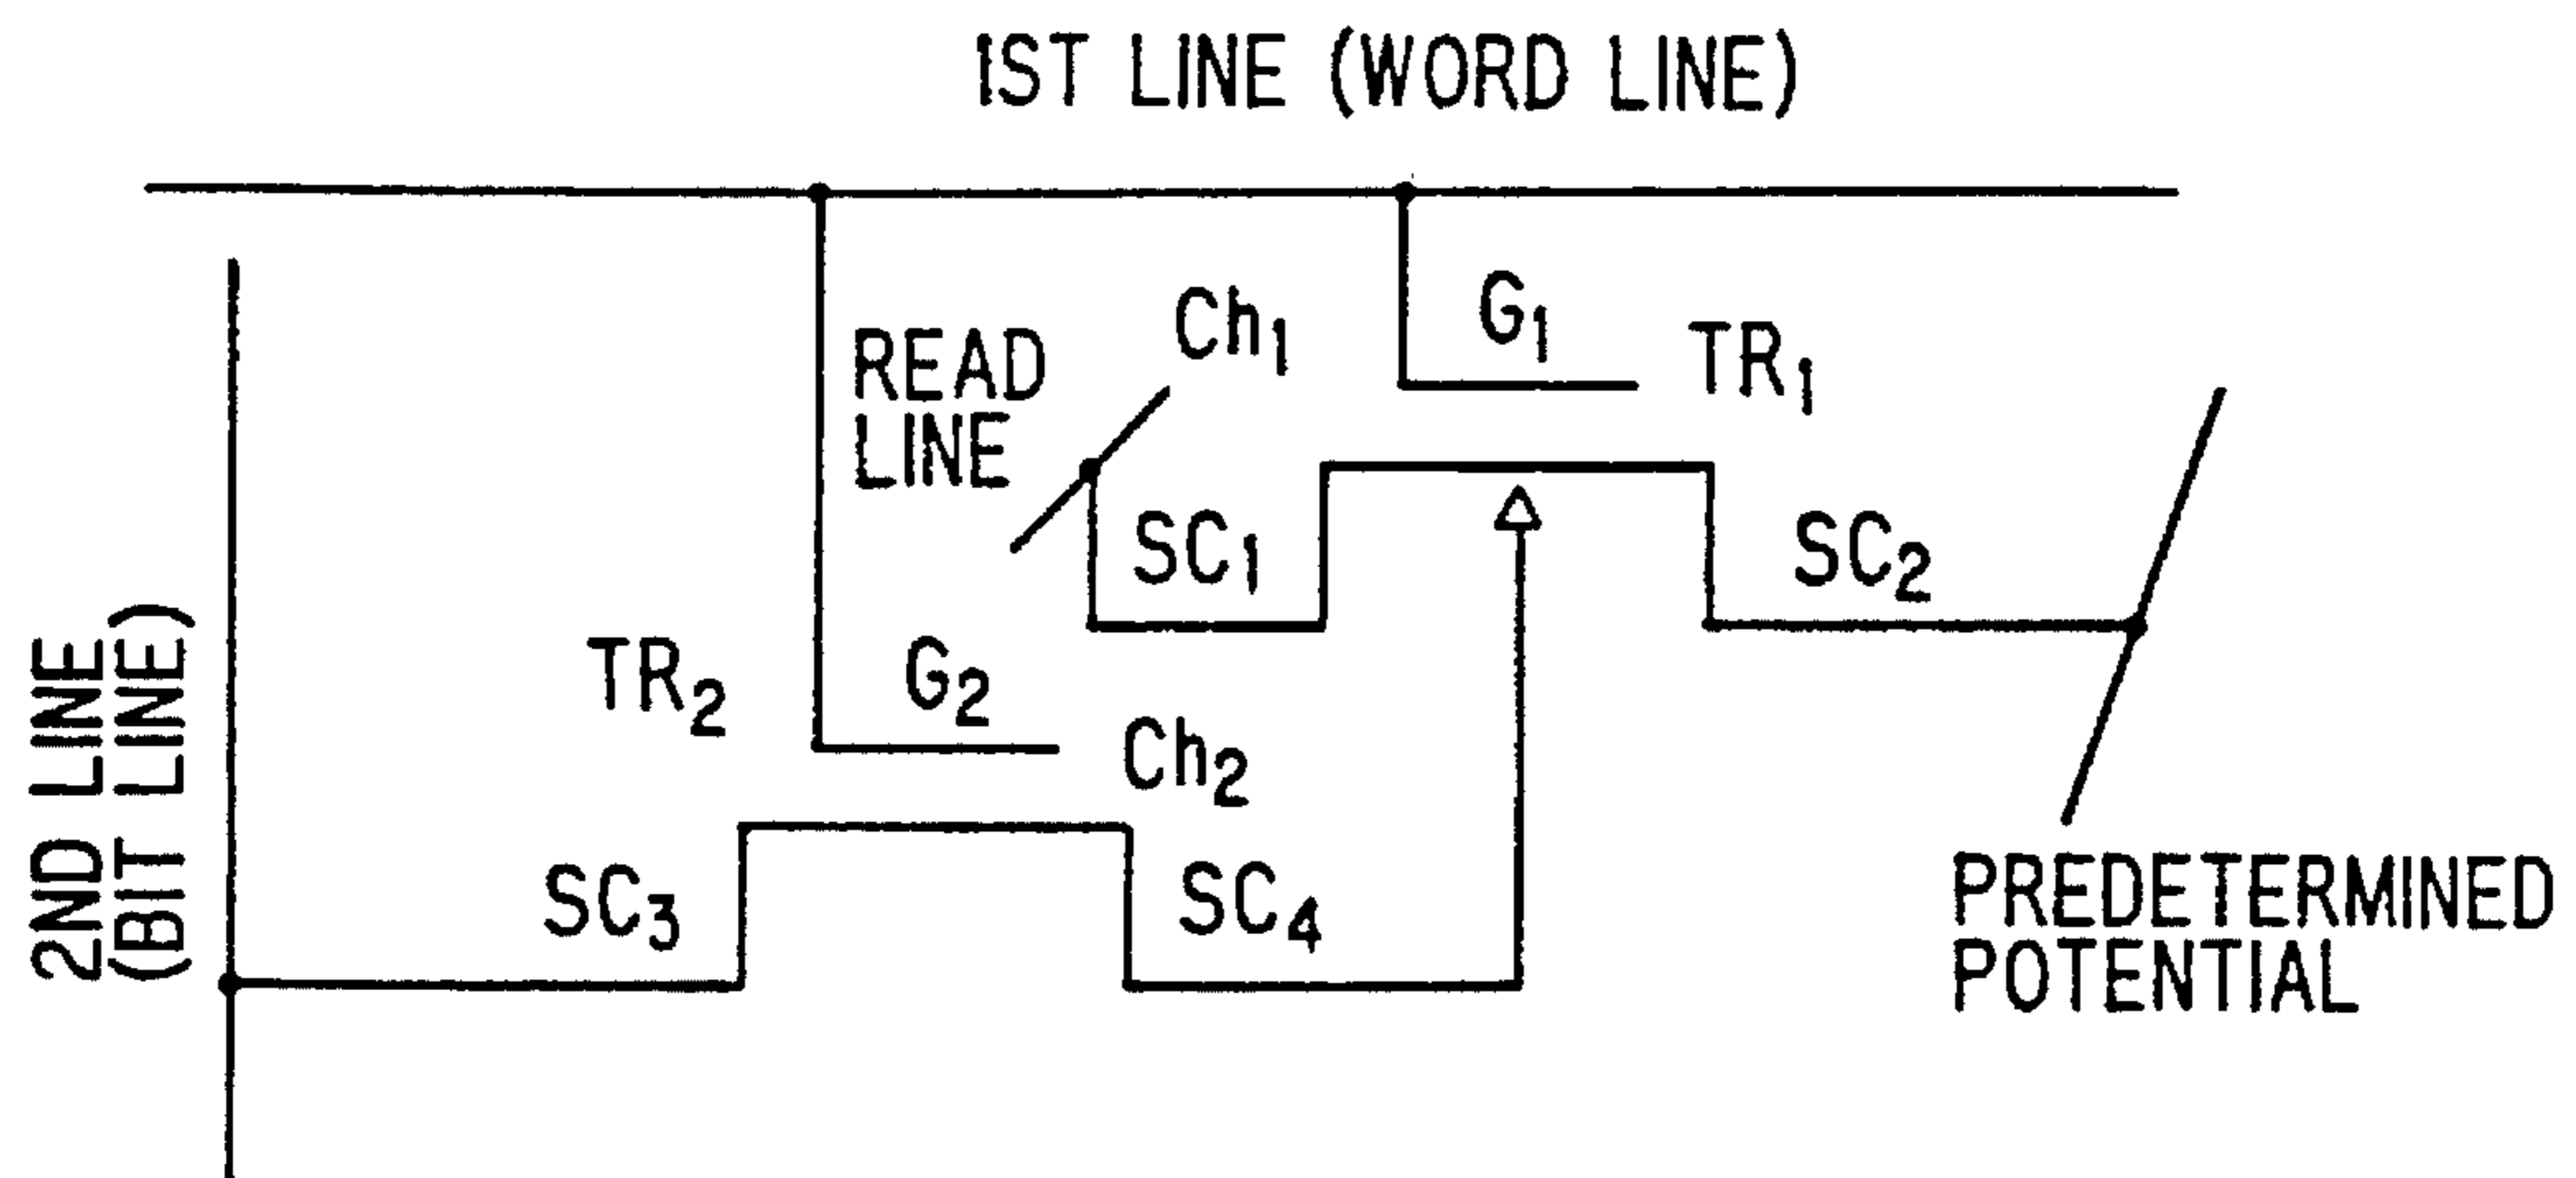 1ST LINE (WORD LINE)
READ
LINE
Ch1
G1
TR1
SC1
SC2
TR2
G2
Ch2
SC3
SC4
2ND LINE
(BIT LINE)
PREDETERMINED
POTENTIAL